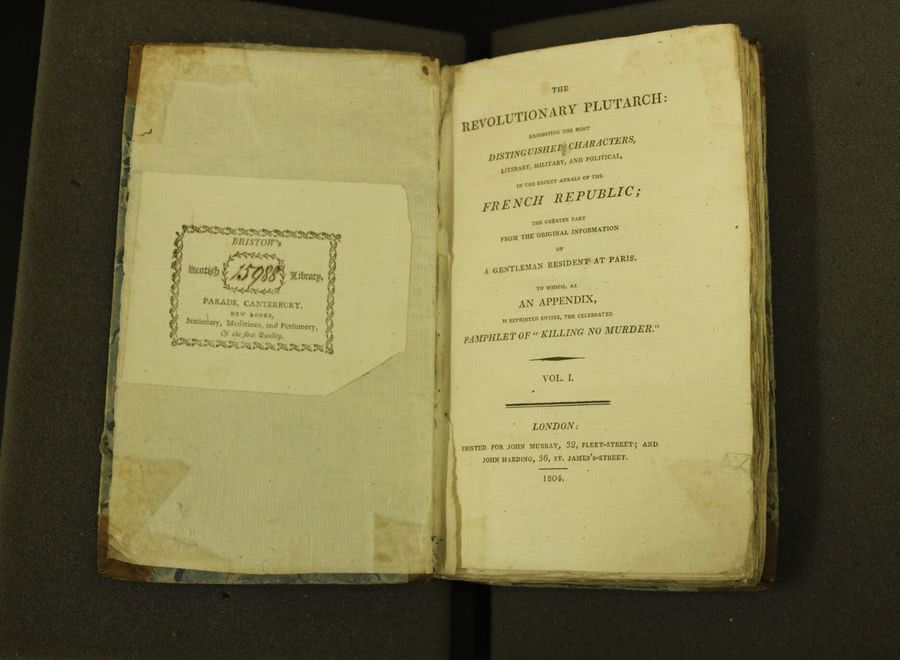 BRISTOW's
Kentish 15988 Library,
PARADE, CANTERBURY.
NEW BOOKS,
Stationary, Medicines, and Perfumery,
Of the first Quality.
THE
REVOLUTIONARY PLUTARCH:
EXHIBITING THE MOST
DISTINGUISHED CHARACTERS,
LITERARY, MILITARY, AND POLITICAL,
IN THE RECENT ANNALS OF THE
FRENCH REPUBLIC;
THE GREATER PART
FROM THE ORIGINAL INFORMATION
OF
A GENTLEMAN RESIDENT AT PARIS.
TO WHICH, AS
AN APPENDIX,
IS REPRINTED ENTIRE, THE CELEBRATED
PAMPHLET OF "KILLING NO MURDER."
VOL. I.
LONDON:
PRINTED FOR JOHN MURRAY, 32, FLEET-STREET; AND
JOHN HARDING, 36, ST. JAMES'S-STREET.
1804.